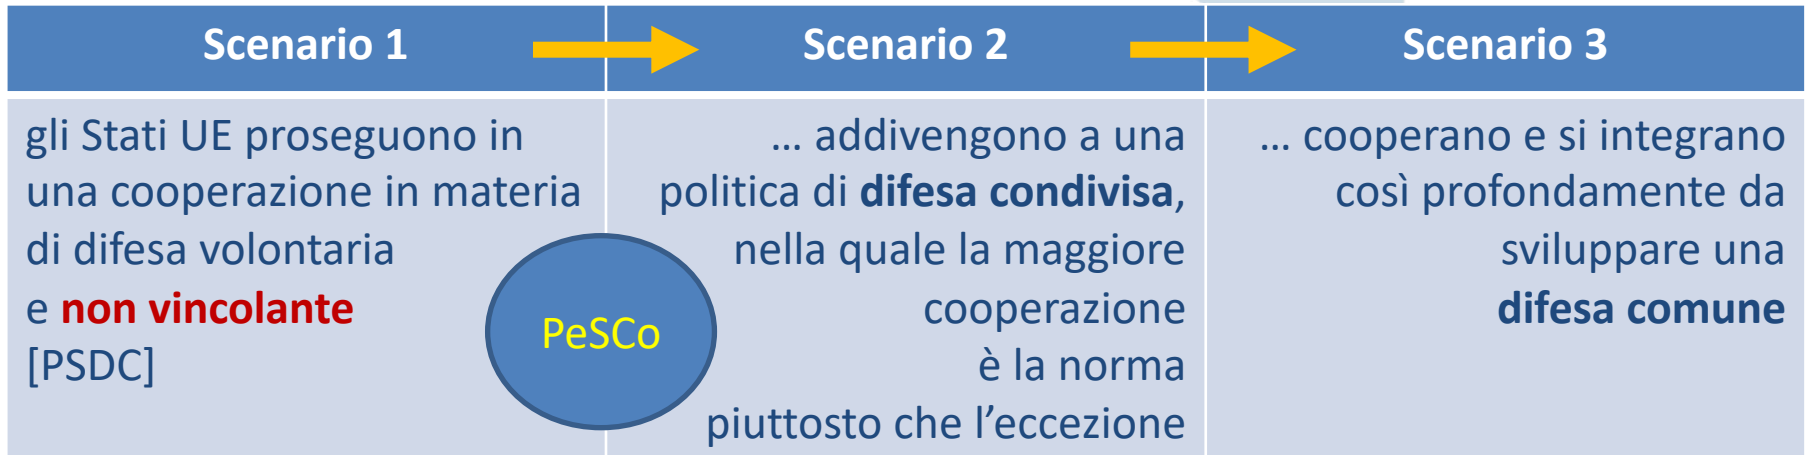 Scenario 1
Scenario 2
Scenario 3
gli Stati UE proseguono in
una cooperazione in materia
di difesa volontaria
e non vincolante
[PSDC]
PeSCo
... addivengono a una
politica di difesa condivisa,
nella quale la maggiore
cooperazione
è la norma
piuttosto che l’eccezione
... cooperano e si integrano
così profondamente da
sviluppare una
difesa comune